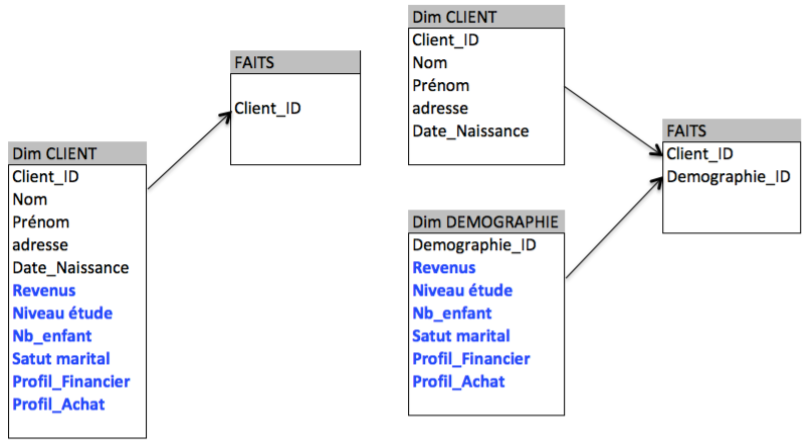 FAITS
Client_ID
Dim CLIENT
Client_ID
Nom
Prénom
adresse
Date_Naissance
Revenus
Niveau étude
Nb_enfant
Satut marital
Profil_Financier
Profil_Achat
Dim CLIENT
Client_ID
Nom
Prénom
adresse
Date_Naissance
Dim DEMOGRAPHIE
Demographie_ID
Revenus
Niveau étude
Nb_enfant
Satut marital
Profil_Financier
Profil_Achat
FAITS
Client_ID
Demographie_ID